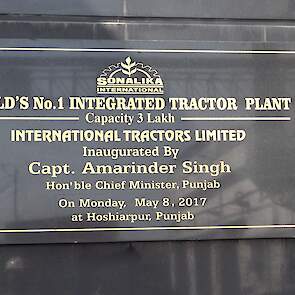 SONALIKA
INTERNATIONAL
LD'S No.1 INTEGRATED TRACTOR PLANT
Capacity 3 Lakh
INTERNATIONAL TRACTORS LIMITED
Inaugurated By
Capt. Amarinder Singh
Hon'ble Chief Minister, Punjab
On Monday, May 8, 2017
at Hoshiarpur, Punjab